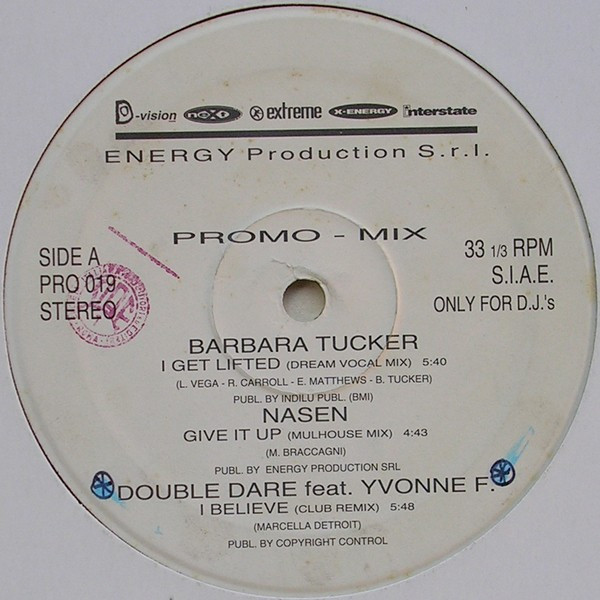 D-vision next extreme X-ENERGY interstate
ENERGY Production S.r.l.
PROMO - MIX
SIDE A
PRO 019
STEREO
33 1/3 RPM
S.I.A.E.
ONLY FOR D.J.'s
BARBARA TUCKER
I GET LIFTED (DREAM VOCAL MIX) 5:40
(L. VEGA - R. CARROLL - E. MATTHEWS - B. TUCKER)
PUBL. BY INDILU PUBL. (BMI)
NASEN
GIVE IT UP (MULHOUSE MIX) 4:43
(M. BRACCAGNI)
PUBL. BY ENERGY PRODUCTION SRL
DOUBLE DARE feat. YVONNE F.
I BELIEVE (CLUB REMIX) 5:48
(MARCELLA DETROIT)
PUBL. BY COPYRIGHT CONTROL